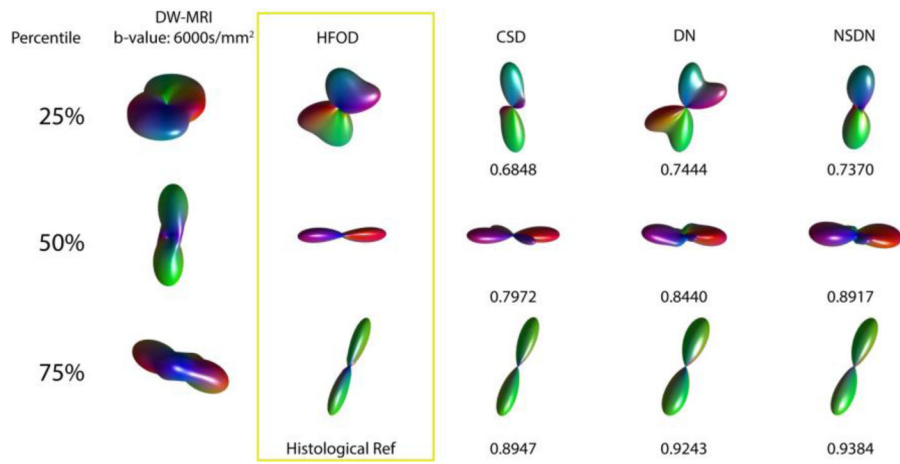 DW-MRI
Percentile b-value: 6000s/mm² HFOD CSD DN NSDN
25%
0.6848 0.7444 0.7370
50%
0.7972 0.8440 0.8917
75%
Histological Ref 0.8947 0.9243 0.9384